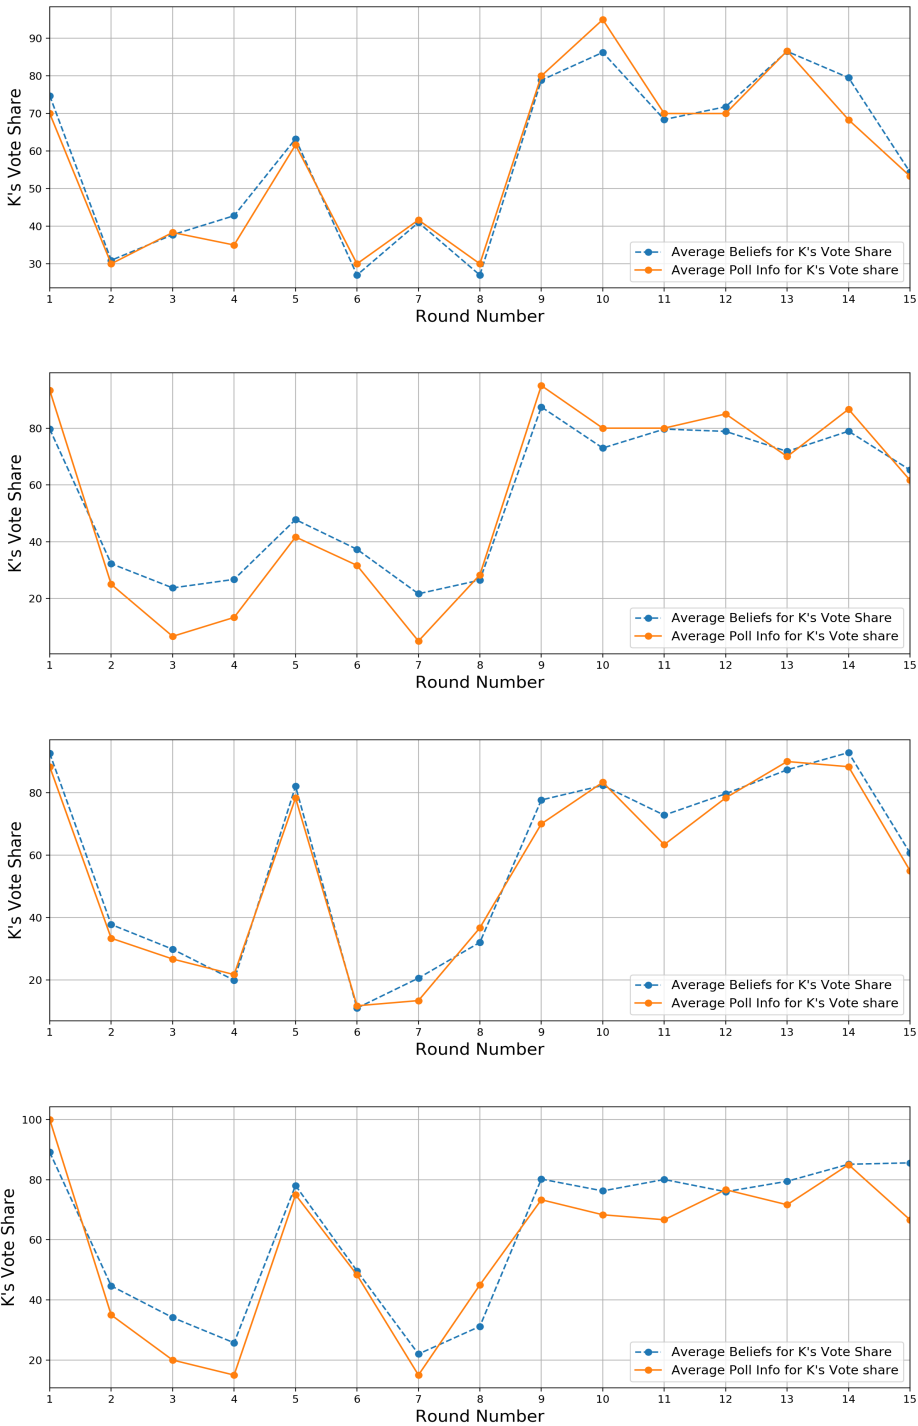 90
80
70
60
50
40
30
K's Vote Share
1 2 3 4 5 6 7 8 9 10 11 12 13 14 15
Round Number
Average Beliefs for K's Vote Share
Average Poll Info for K's Vote share
80
60
40
20
K's Vote Share
1 2 3 4 5 6 7 8 9 10 11 12 13 14 15
Round Number
Average Beliefs for K's Vote Share
Average Poll Info for K's Vote share
80
60
40
20
K's Vote Share
1 2 3 4 5 6 7 8 9 10 11 12 13 14 15
Round Number
Average Beliefs for K's Vote Share
Average Poll Info for K's Vote share
100
80
60
40
20
K's Vote Share
1 2 3 4 5 6 7 8 9 10 11 12 13 14 15
Round Number
Average Beliefs for K's Vote Share
Average Poll Info for K's Vote share